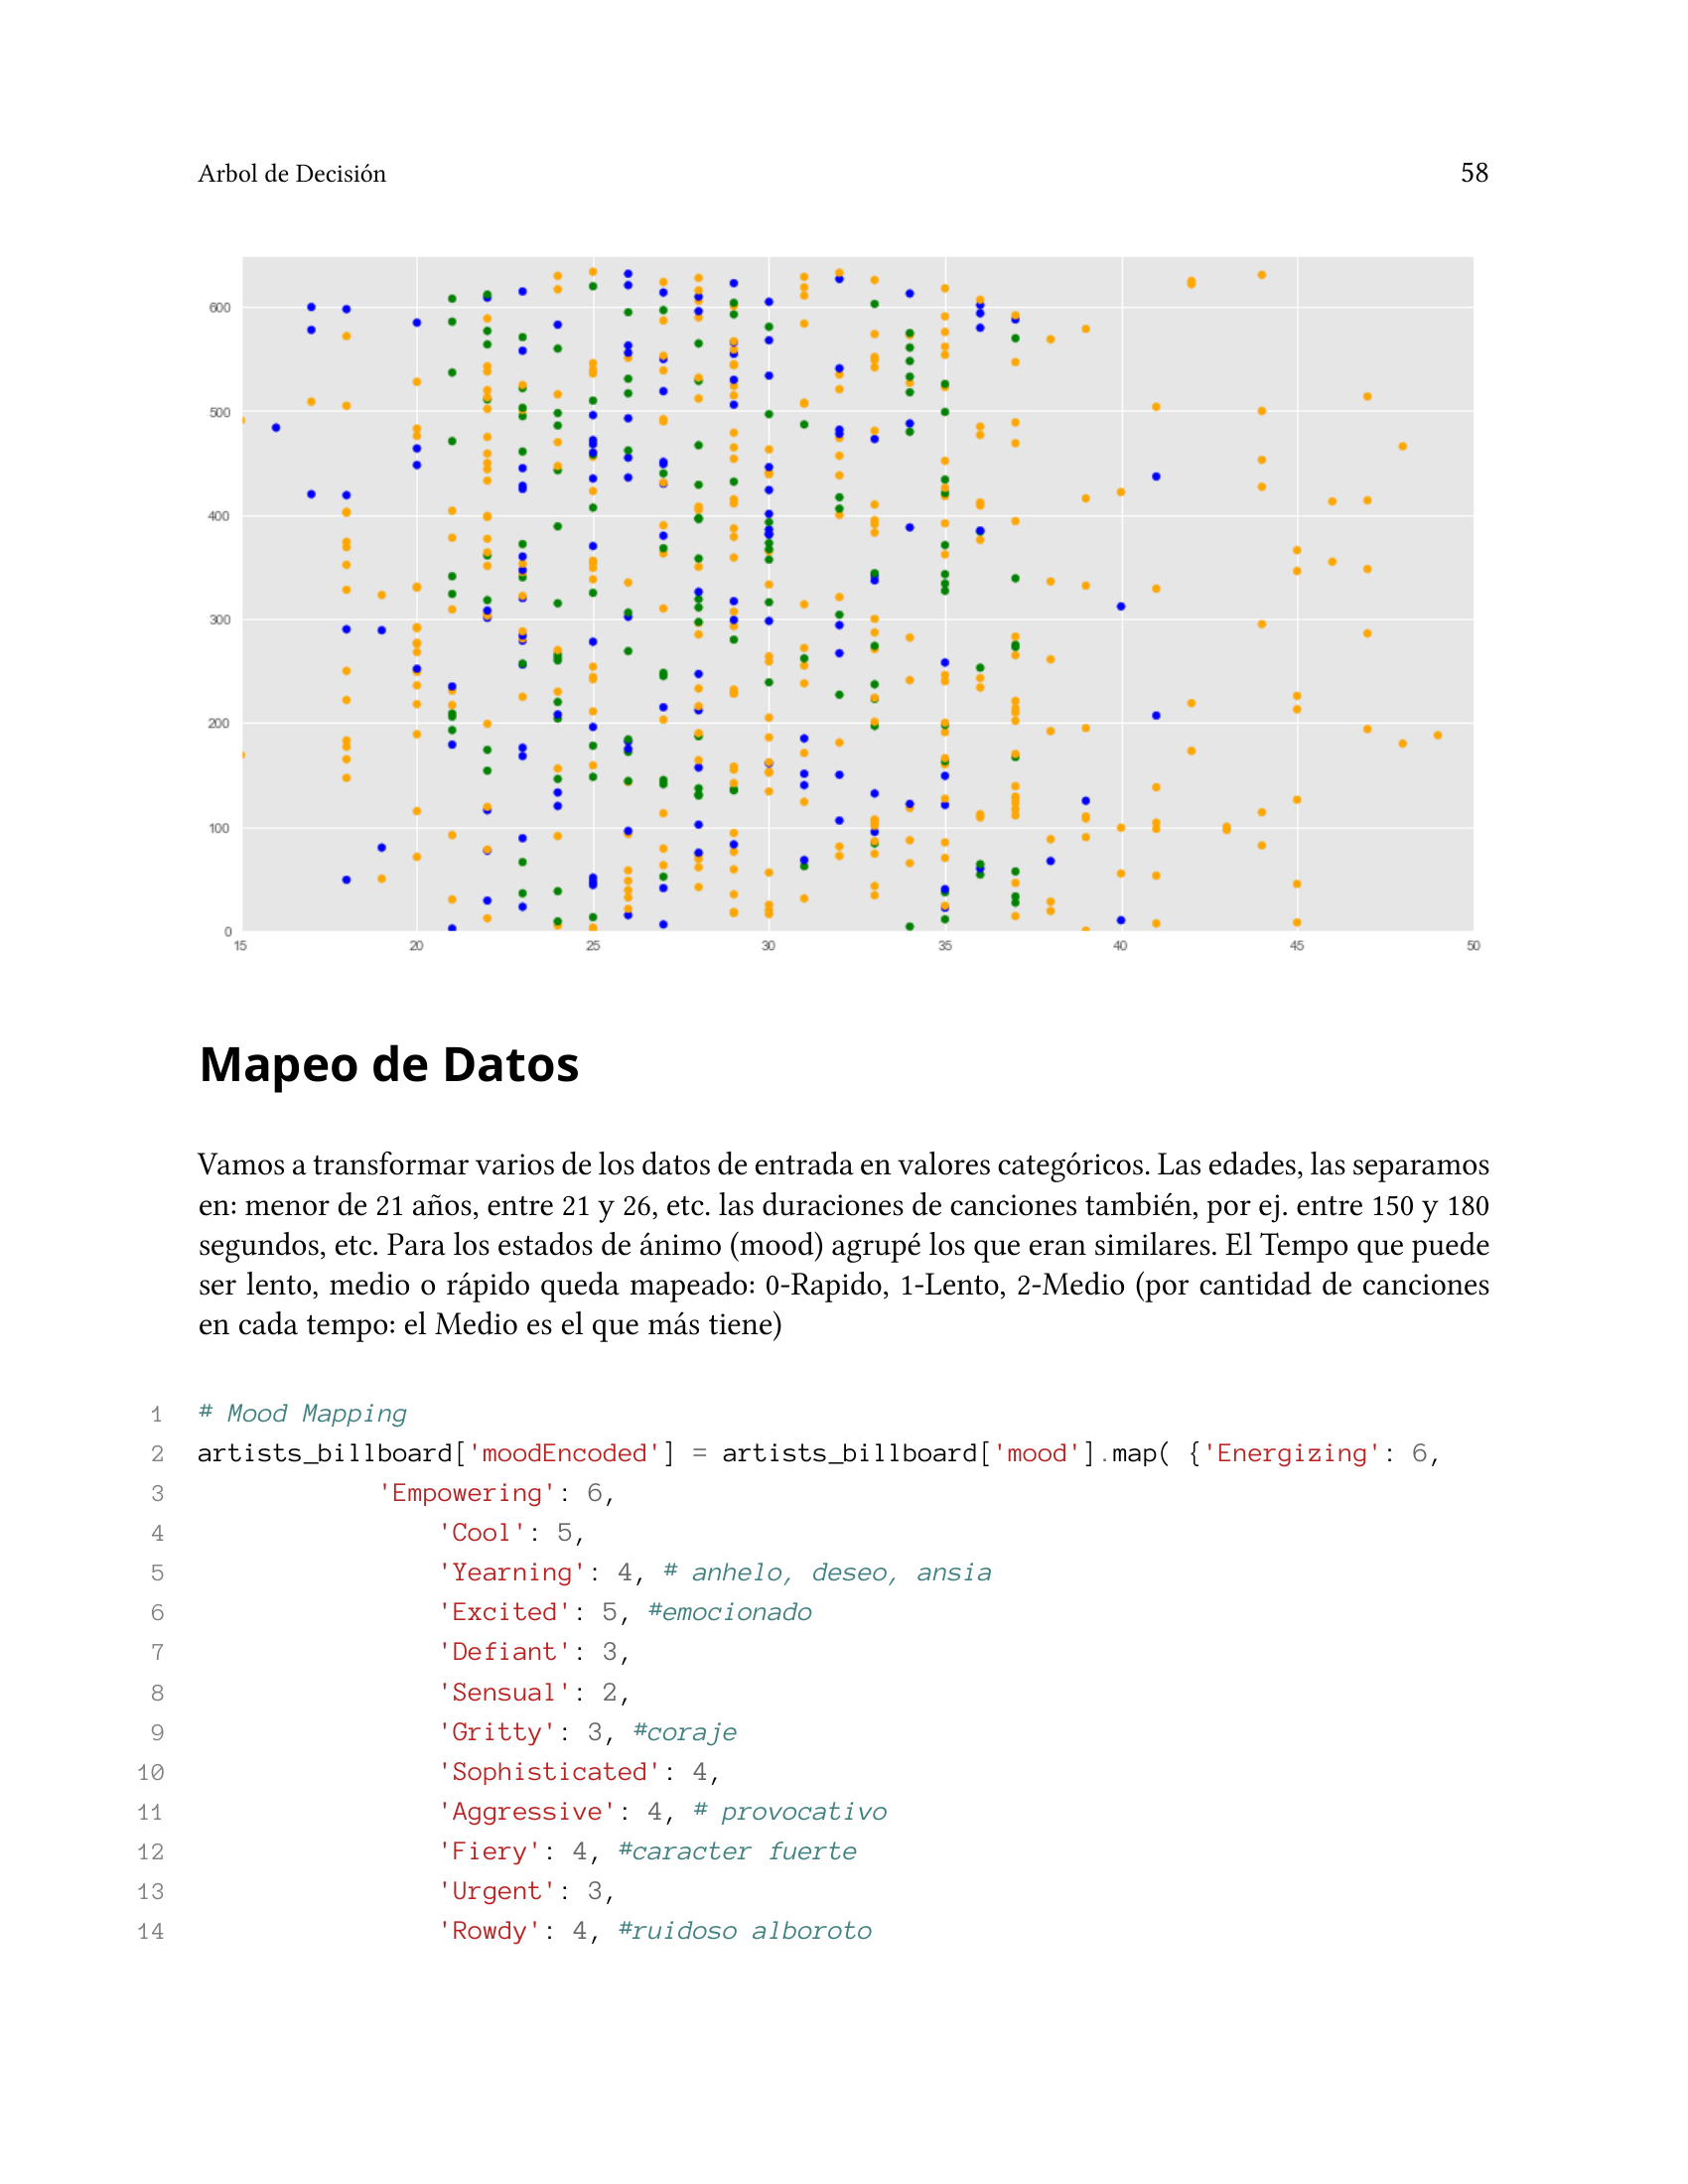 Arbol de Decisión 58
600
500
400
300
200
100
0
15 20 25 30 35 40 45 50
Mapeo de Datos
Vamos a transformar varios de los datos de entrada en valores categóricos. Las edades, las separamos
en: menor de 21 años, entre 21 y 26, etc. las duraciones de canciones también, por ej. entre 150 y 180
segundos, etc. Para los estados de ánimo (mood) agrupé los que eran similares. El Tempo que puede
ser lento, medio o rápido queda mapeado: 0-Rapido, 1-Lento, 2-Medio (por cantidad de canciones
en cada tempo: el Medio es el que más tiene)
1 # Mood Mapping
2 artists_billboard['moodEncoded'] = artists_billboard['mood'].map( {'Energizing': 6,
3 'Empowering': 6,
4 'Cool': 5,
5 'Yearning': 4, # anhelo, deseo, ansia
6 'Excited': 5, #emocionado
7 'Defiant': 3,
8 'Sensual': 2,
9 'Gritty': 3, #coraje
10 'Sophisticated': 4,
11 'Aggressive': 4, # provocativo
12 'Fiery': 4, #caracter fuerte
13 'Urgent': 3,
14 'Rowdy': 4, #ruidoso alboroto